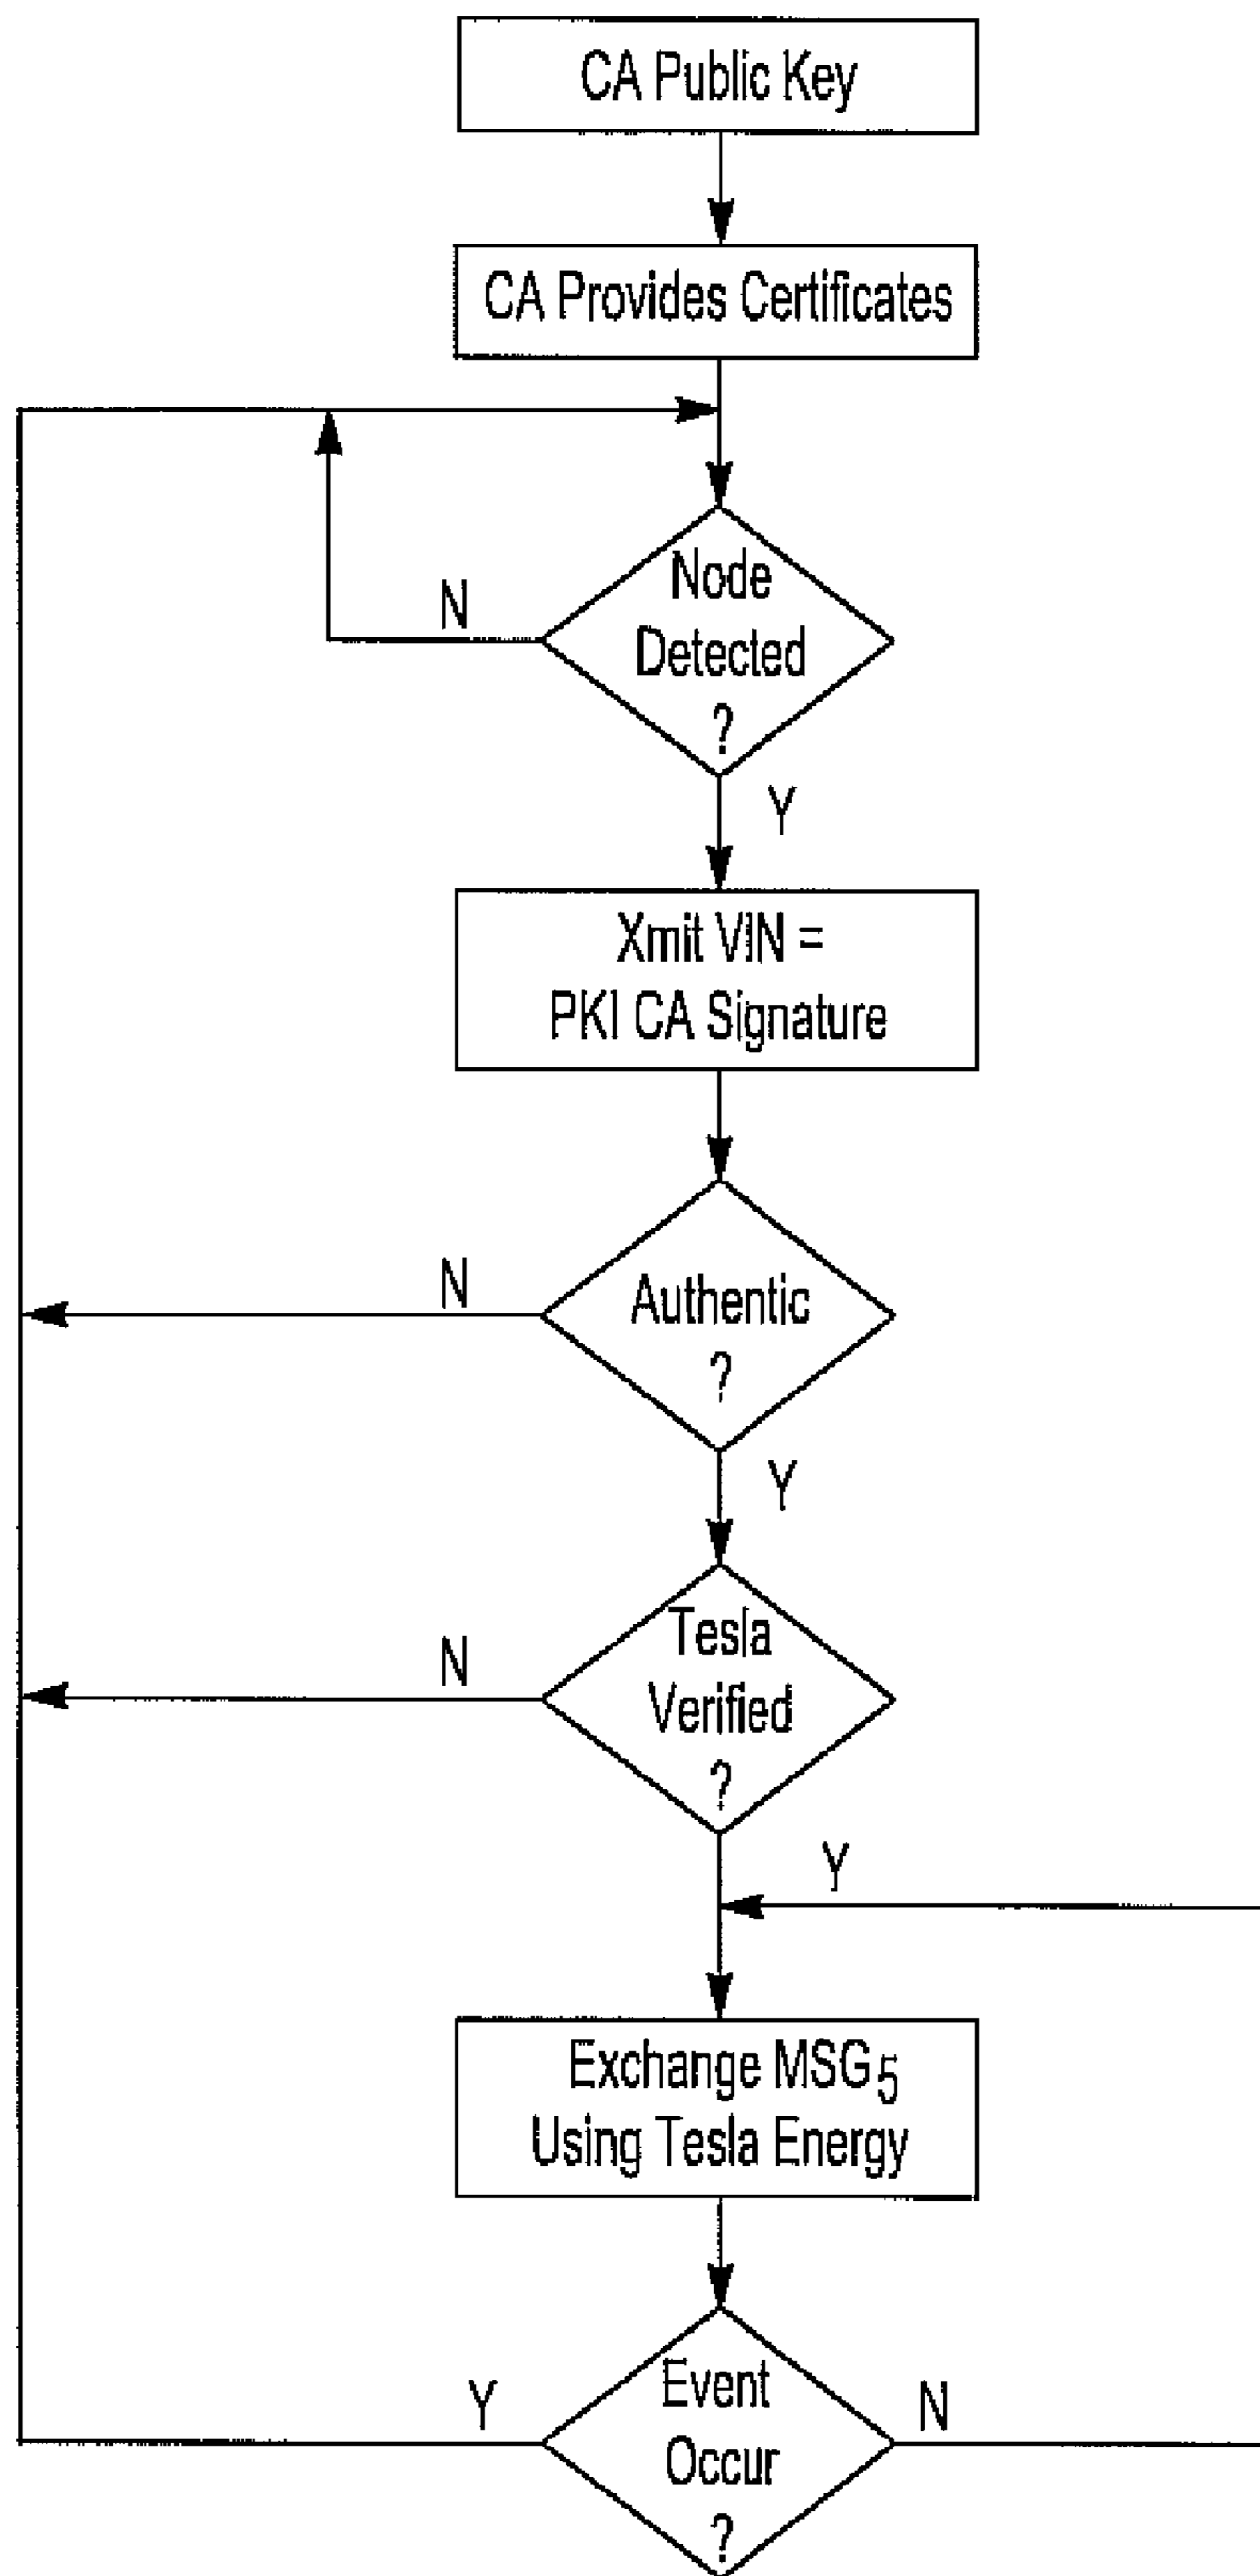 CA Public Key
CA Provides Certificates
Node
Detected
?
N
Y
Xmit VIN =
PKI CA Signature
Authentic
?
N
Y
Tesla
Verified
?
N
Y
Exchange MSG5
Using Tesla Energy
Event
Occur
?
Y
N